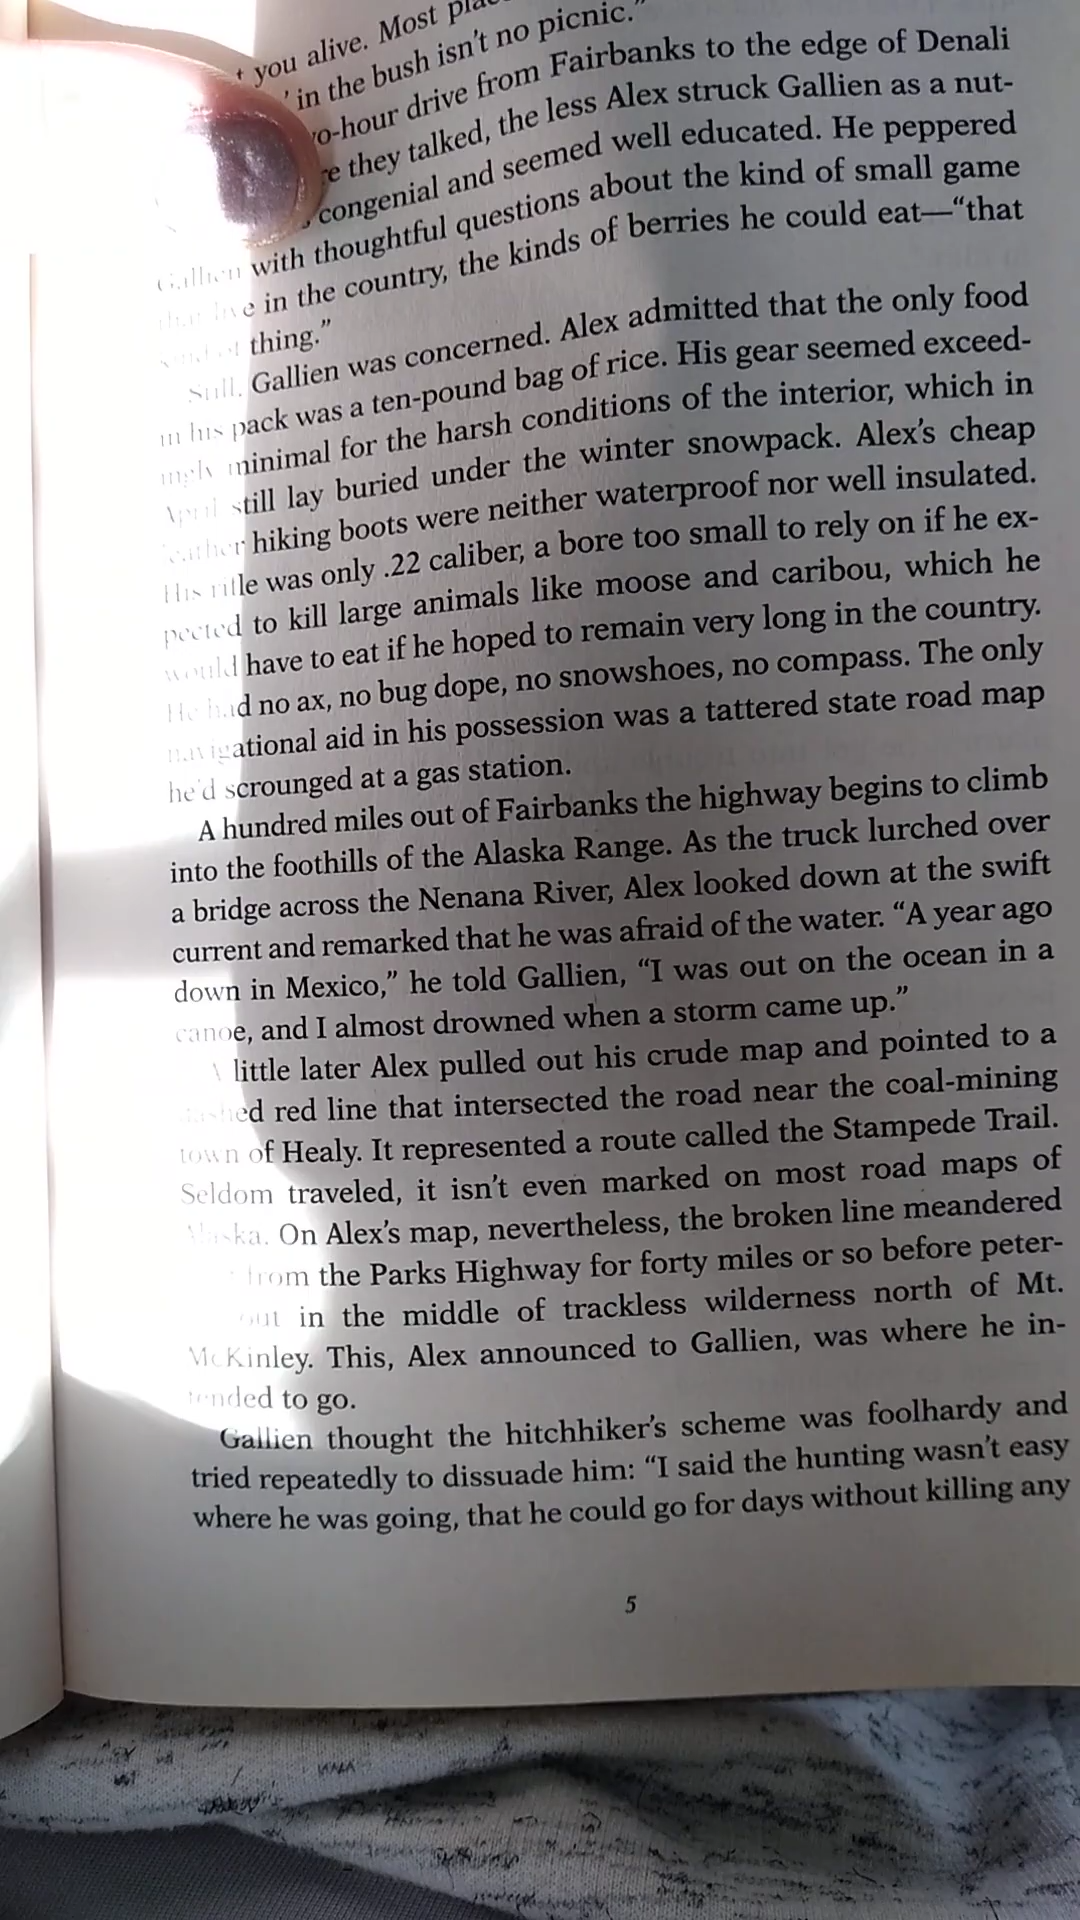 you alive. Most
in the bush isn't no picnic."
drive from Fairbanks to the edge of Denali
they talked, the less Alex struck Gallien as a nut-
congenial and seemed well educated. He peppered
Gallien with thoughtful questions about the kind of small game
that live in the country, the kinds of berries he could eat—"that
kind of thing."
Still, Gallien was concerned. Alex admitted that the only food
in his pack was a ten-pound bag of rice. His gear seemed exceed-
ingly minimal for the harsh conditions of the interior, which in
April still lay buried under the winter snowpack. Alex's cheap
leather hiking boots were neither waterproof nor well insulated.
His rifle was only .22 caliber, a bore too small to rely on if he ex-
pected to kill large animals like moose and caribou, which he
would have to eat if he hoped to remain very long in the country.
He had no ax, no bug dope, no snowshoes, no compass. The only
navigational aid in his possession was a tattered state road map
he'd scrounged at a gas station.
A hundred miles out of Fairbanks the highway begins to climb
into the foothills of the Alaska Range. As the truck lurched over
a bridge across the Nenana River, Alex looked down at the swift
current and remarked that he was afraid of the water. "A year ago
down in Mexico," he told Gallien, "I was out on the ocean in a
canoe, and I almost drowned when a storm came up."
A little later Alex pulled out his crude map and pointed to a
dashed red line that intersected the road near the coal-mining
town of Healy. It represented a route called the Stampede Trail.
Seldom traveled, it isn't even marked on most road maps of
Alaska. On Alex's map, nevertheless, the broken line meandered
from the Parks Highway for forty miles or so before peter-
out in the middle of trackless wilderness north of Mt.
McKinley. This, Alex announced to Gallien, was where he in-
tended to go.
Gallien thought the hitchhiker's scheme was foolhardy and
tried repeatedly to dissuade him: "I said the hunting wasn't easy
where he was going, that he could go for days without killing any
5